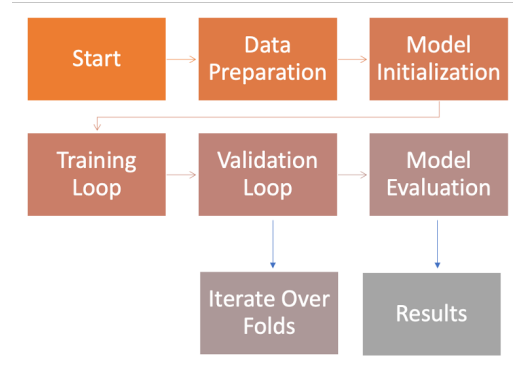 Start
Data
Preparation
Model
Initialization
Training
Loop
Validation
Loop
Model
Evaluation
Iterate Over
Folds
Results